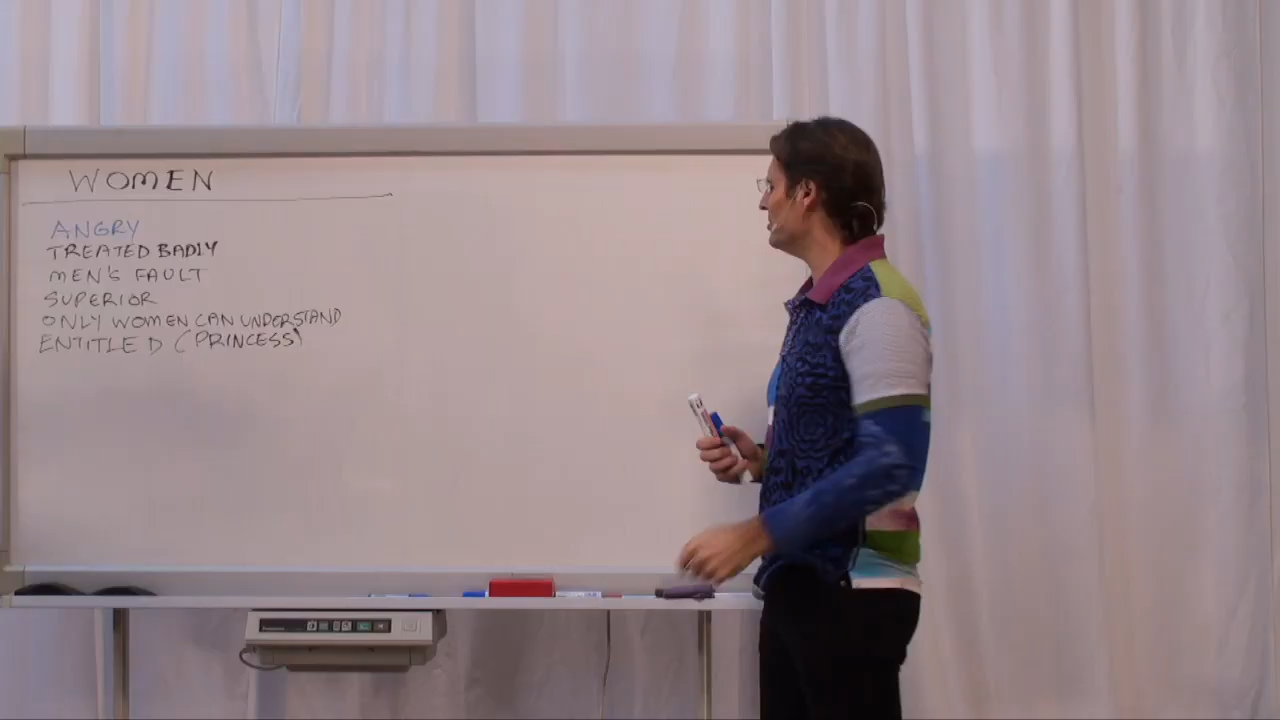 WOMEN
ANGRY
TREATED BADLY
MEN'S FAULT
SUPERIOR
ONLY WOMEN CAN UNDERSTAND
ENTITLED (PRINCESS)